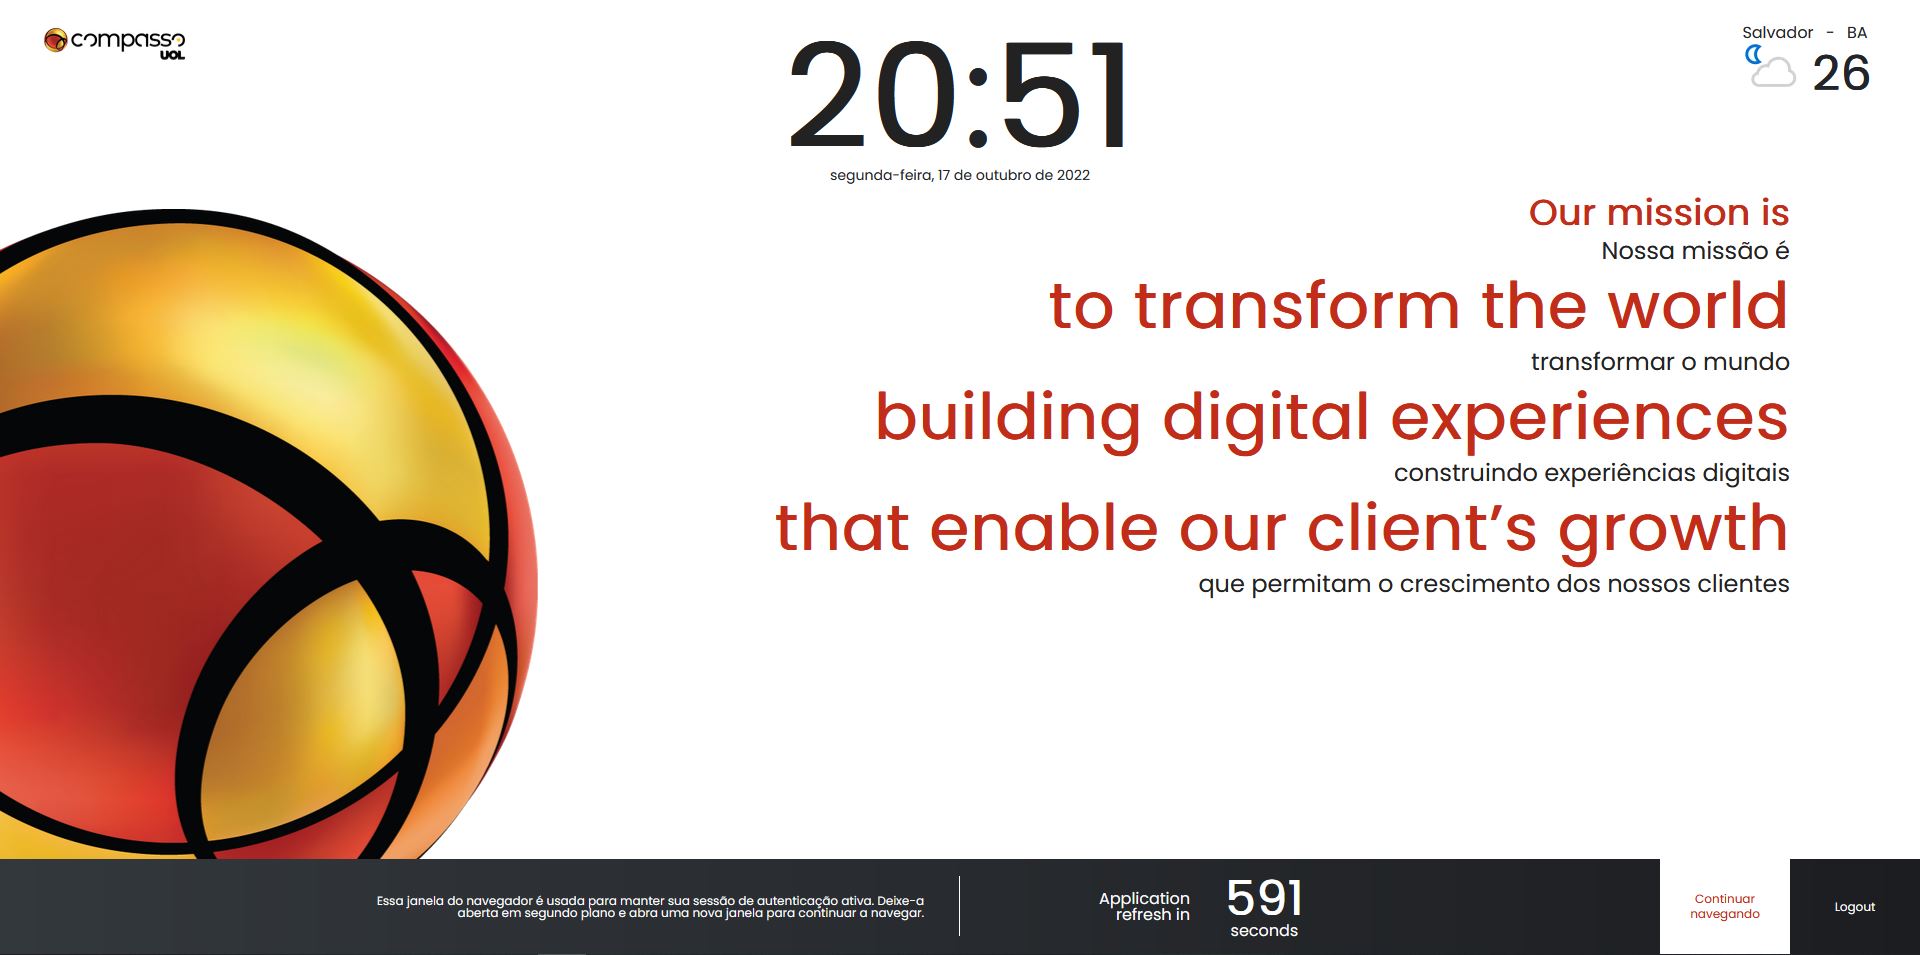 compasso
UOL
20:51
segunda-feira, 17 de outubro de 2022
Salvador - BA
26
Our mission is
Nossa missão é
to transform the world
transformar o mundo
building digital experiences
construindo experiências digitais
that enable our client’s growth
que permitam o crescimento dos nossos clientes
Essa janela do navegador é usada para manter sua sessão de autenticação ativa. Deixe-a
aberta em segundo plano e abra uma nova janela para continuar a navegar.
Application
refresh in
591
seconds
Continuar
navegando
Logout